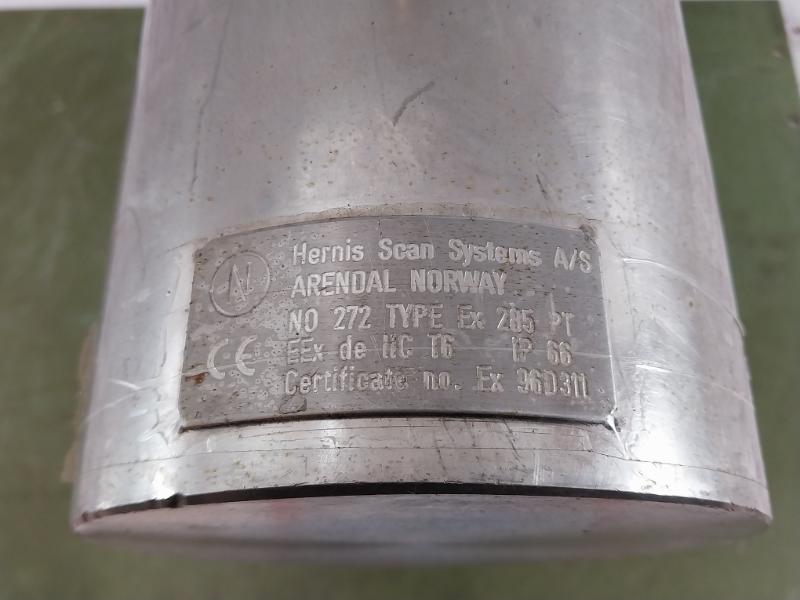 Hernis Scan Systems A/S
ARENDAL NORWAY
NO 272 TYPE Ex 285 PT
EEx de IIC T6 IP 66
CE
Certificate no. Ex 96D311